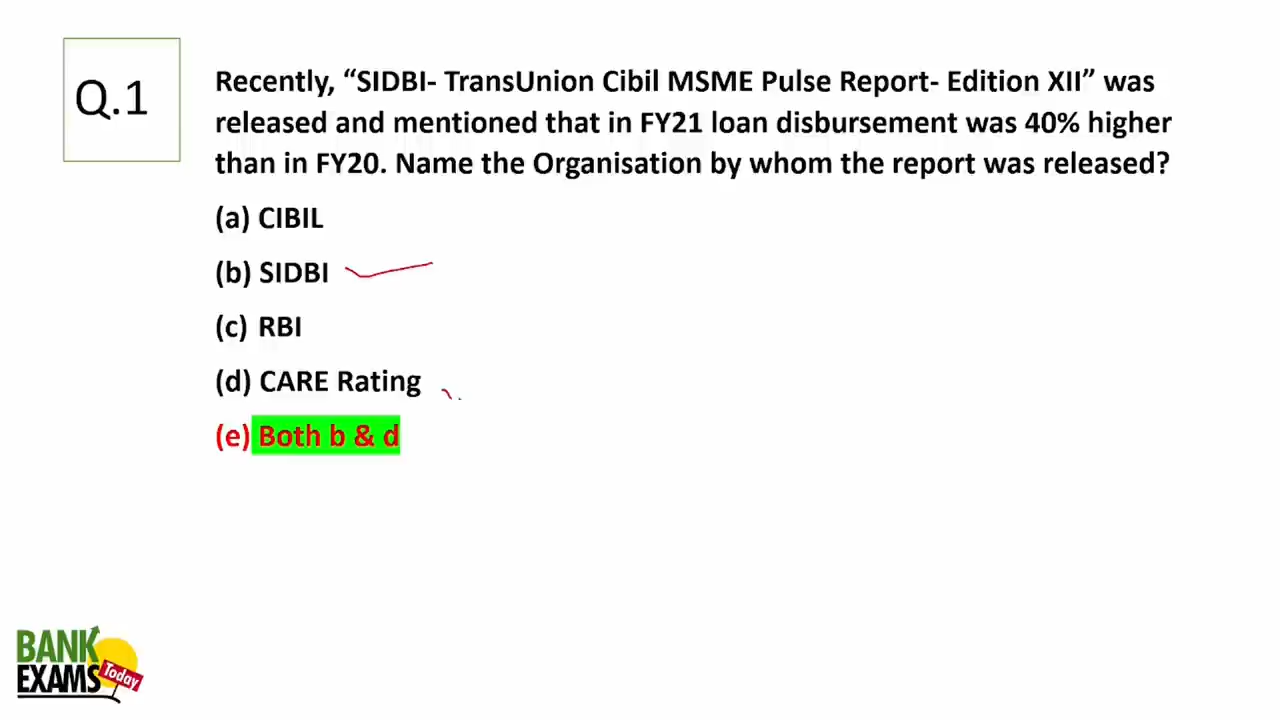 Q.1
Recently, “SIDBI- TransUnion Cibil MSME Pulse Report- Edition XII” was
released and mentioned that in FY21 loan disbursement was 40% higher
than in FY20. Name the Organisation by whom the report was released?
(a) CIBIL
(b) SIDBI
(c) RBI
(d) CARE Rating
(e) Both b & d
BANK
EXAMS
Today